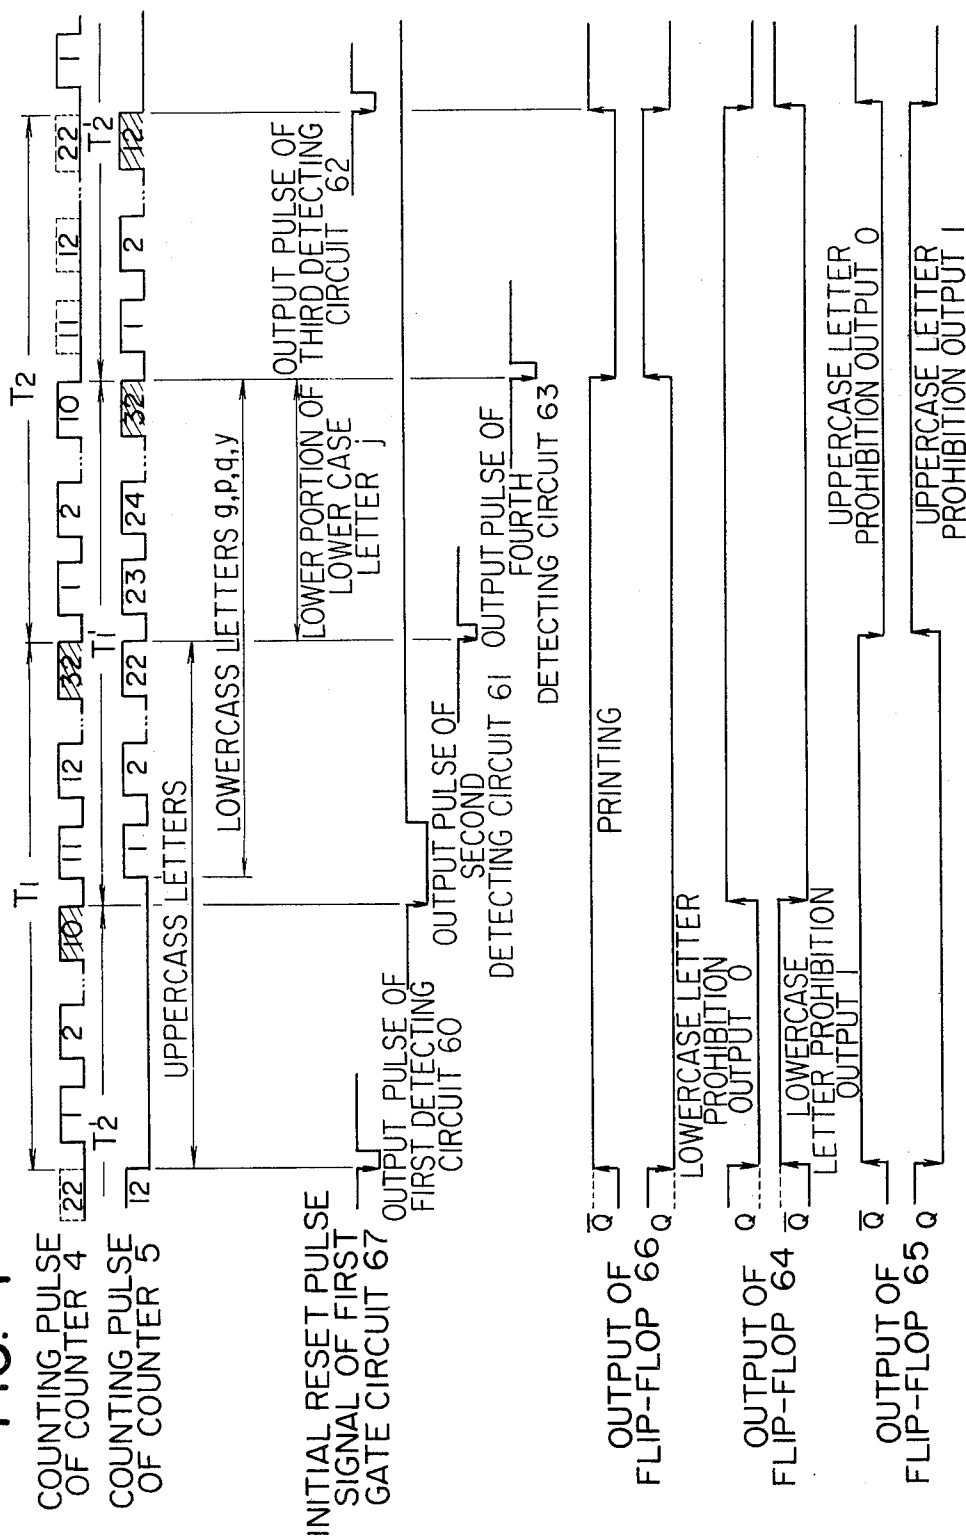 COUNTING PULSE
OF COUNTER 4
22 1 2 10 11 12 32 1 2 10 11 12 22 1
T1 T2
T2' T1' T2'
COUNTING PULSE
OF COUNTER 5
12 1 2 22 23 24 32 1 2 12
UPPERCASS LETTERS
LOWERCASS LETTERS g,p,q,y
LOWER PORTION OF
LOWER CASE
LETTER j
INITIAL RESET PULSE
SIGNAL OF FIRST
GATE CIRCUIT 67
OUTPUT PULSE OF
FIRST DETECTING
CIRCUIT 60
OUTPUT PULSE OF
SECOND
DETECTING CIRCUIT 61
OUTPUT PULSE OF
FOURTH
DETECTING CIRCUIT 63
OUTPUT PULSE OF
THIRD DETECTING
CIRCUIT 62
OUTPUT OF
FLIP-FLOP 66
Q̅
Q
PRINTING
OUTPUT OF
FLIP-FLOP 64
Q
Q̅
LOWERCASE LETTER
PROHIBITION
OUTPUT 0
LOWERCASE
LETTER PROHIBITION
OUTPUT 1
OUTPUT OF
FLIP-FLOP 65
Q̅
Q
UPPERCASE LETTER
PROHIBITION OUTPUT 0
UPPERCASE LETTER
PROHIBITION OUTPUT 1